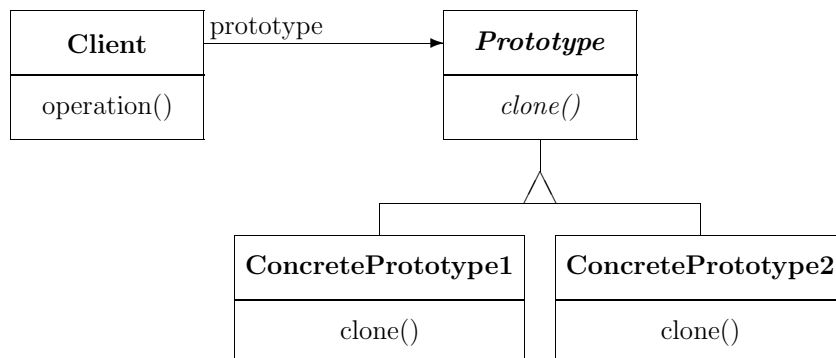 Client
prototype
Prototype
operation()
clone()
ConcretePrototype1
ConcretePrototype2
clone()
clone()